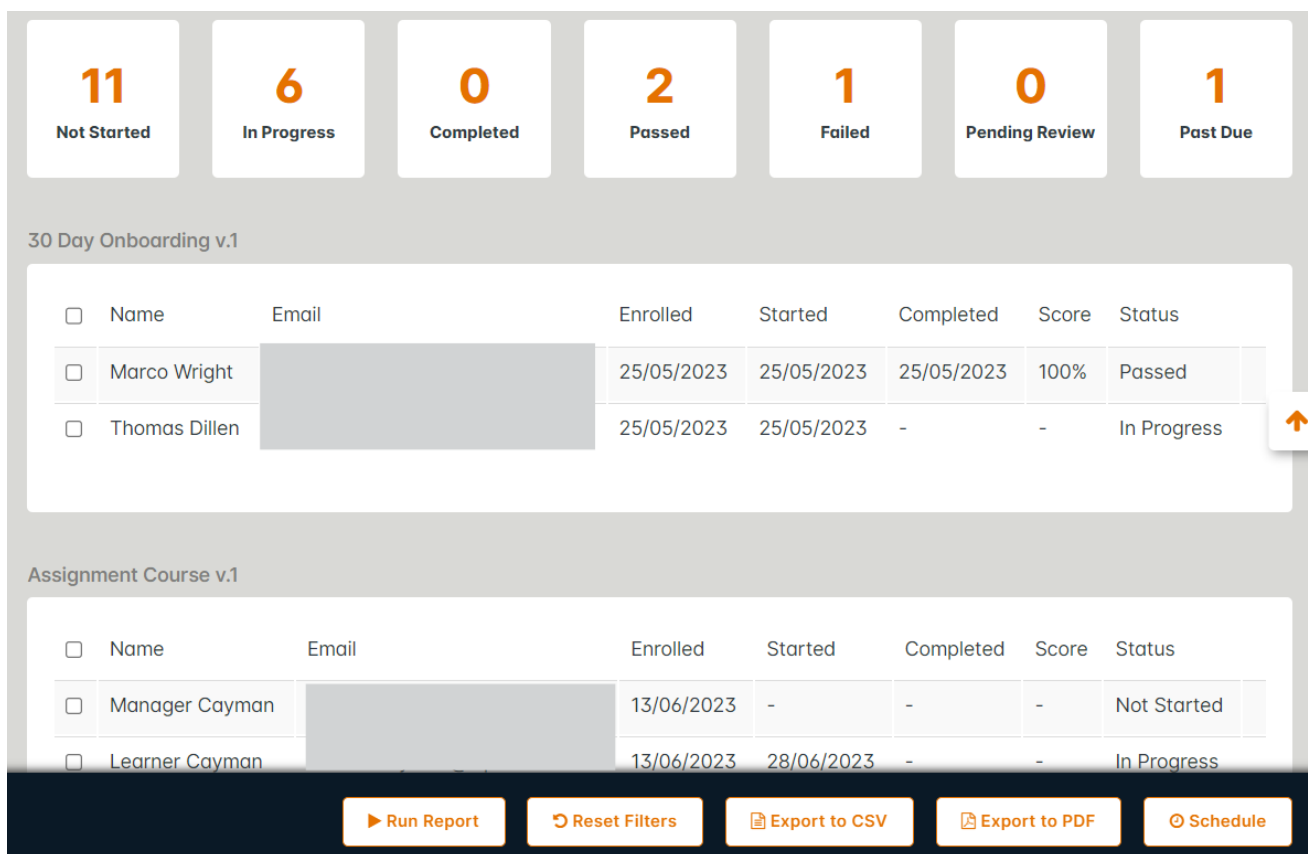 11 6 0 2 1 0 1
Not Started In Progress Completed Passed Failed Pending Review Past Due
30 Day Onboarding v.1
Name Email Enrolled Started Completed Score Status
Marco Wright 25/05/2023 25/05/2023 25/05/2023 100% Passed
Thomas Dillen 25/05/2023 25/05/2023 - - In Progress
Assignment Course v.1
Name Email Enrolled Started Completed Score Status
Manager Cayman 13/06/2023 - - - Not Started
Learner Cayman 13/06/2023 28/06/2023 - - In Progress
Run Report Reset Filters Export to CSV Export to PDF Schedule